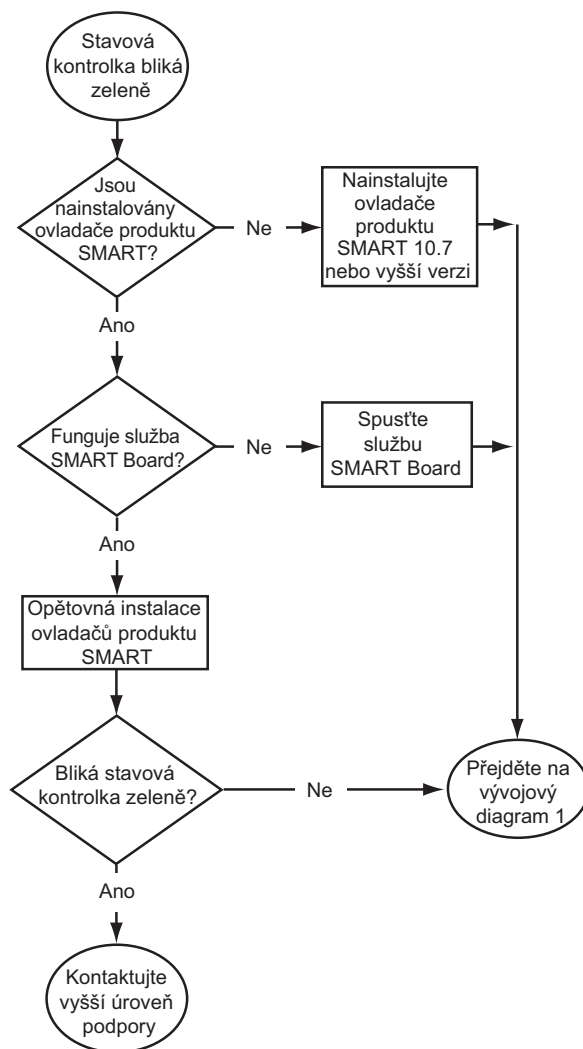 Stavová
kontrolka bliká
zeleně
Jsou
nainstalovány
ovladače produktu
SMART?
Ne
Nainstalujte
ovladače
produktu
SMART 10.7
nebo vyšší verzi
Ano
Funguje služba
SMART Board?
Ne
Spusťte
službu
SMART Board
Ano
Opětovná instalace
ovladačů produktu
SMART
Bliká stavová
kontrolka zeleně?
Ne
Přejděte na
vývojový
diagram 1
Ano
Kontaktujte
vyšší úroveň
podpory